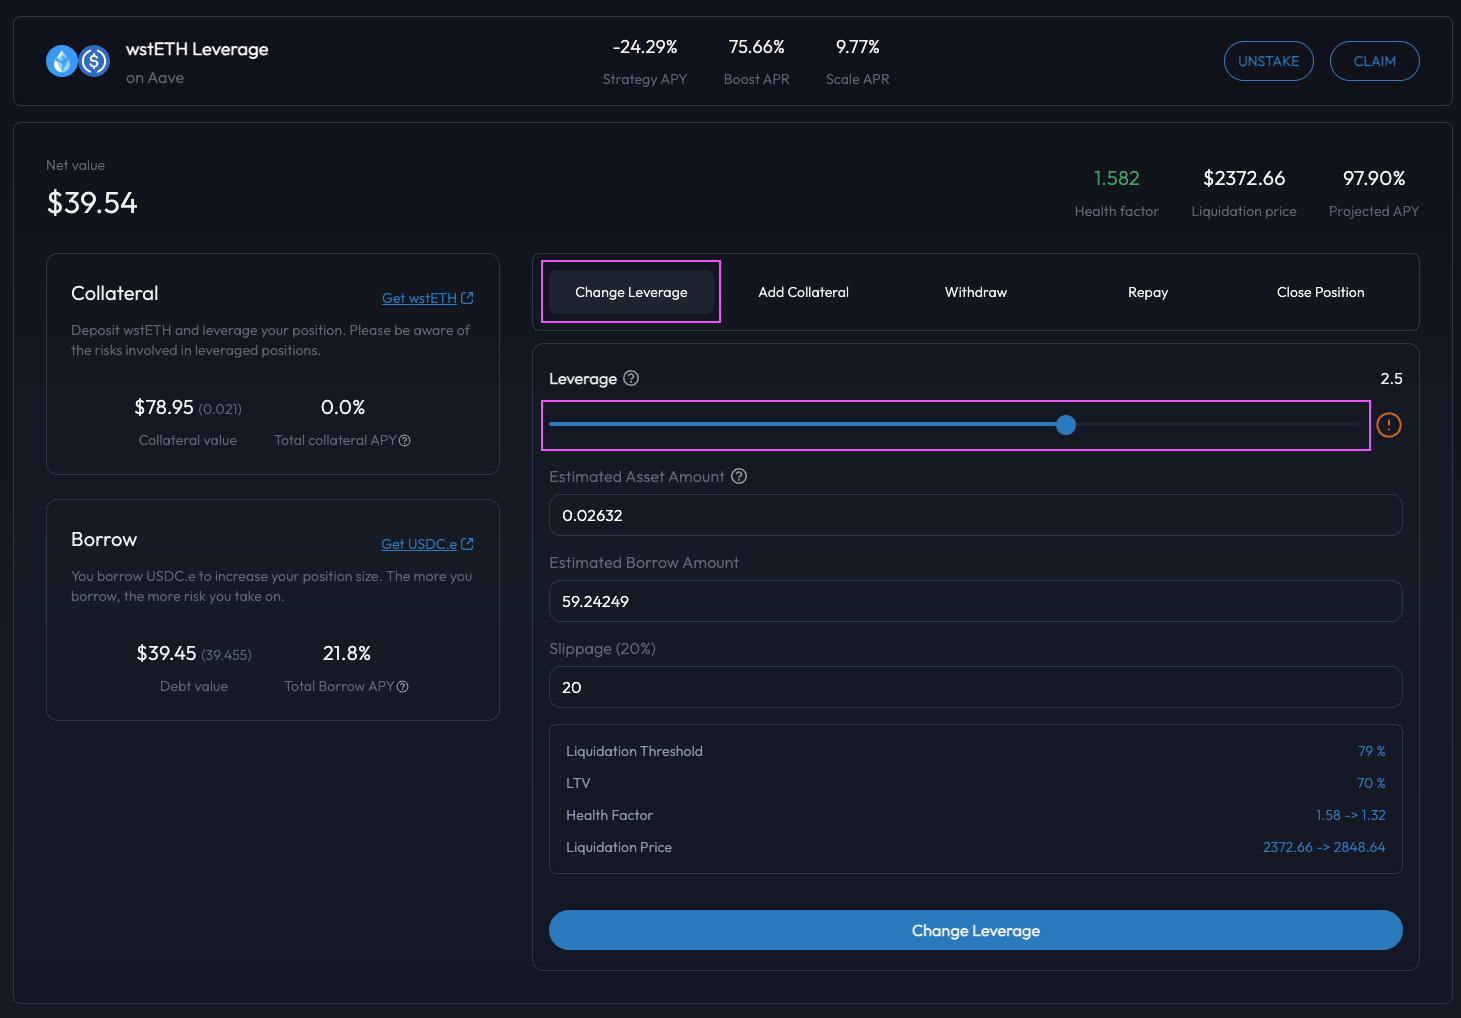 wstETH Leverage
on Aave
-24.29%
Strategy APY
75.66%
Boost APR
9.77%
Scale APR
UNSTAKE
CLAIM
Net value
$39.54
1.582
Health factor
$2372.66
Liquidation price
97.90%
Projected APY
Collateral
Get wstETH
Deposit wstETH and leverage your position. Please be aware of
the risks involved in leveraged positions.
$78.95 (0.021)
Collateral value
0.0%
Total collateral APY
Borrow
Get USDC.e
You borrow USDC.e to increase your position size. The more you
borrow, the more risk you take on.
$39.45 (39.455)
Debt value
21.8%
Total Borrow APY
Change Leverage
Add Collateral
Withdraw
Repay
Close Position
Leverage
2.5
Estimated Asset Amount
0.02632
Estimated Borrow Amount
59.24249
Slippage (20%)
20
Liquidation Threshold
79 %
LTV
70 %
Health Factor
1.58 -> 1.32
Liquidation Price
2372.66 -> 2848.64
Change Leverage